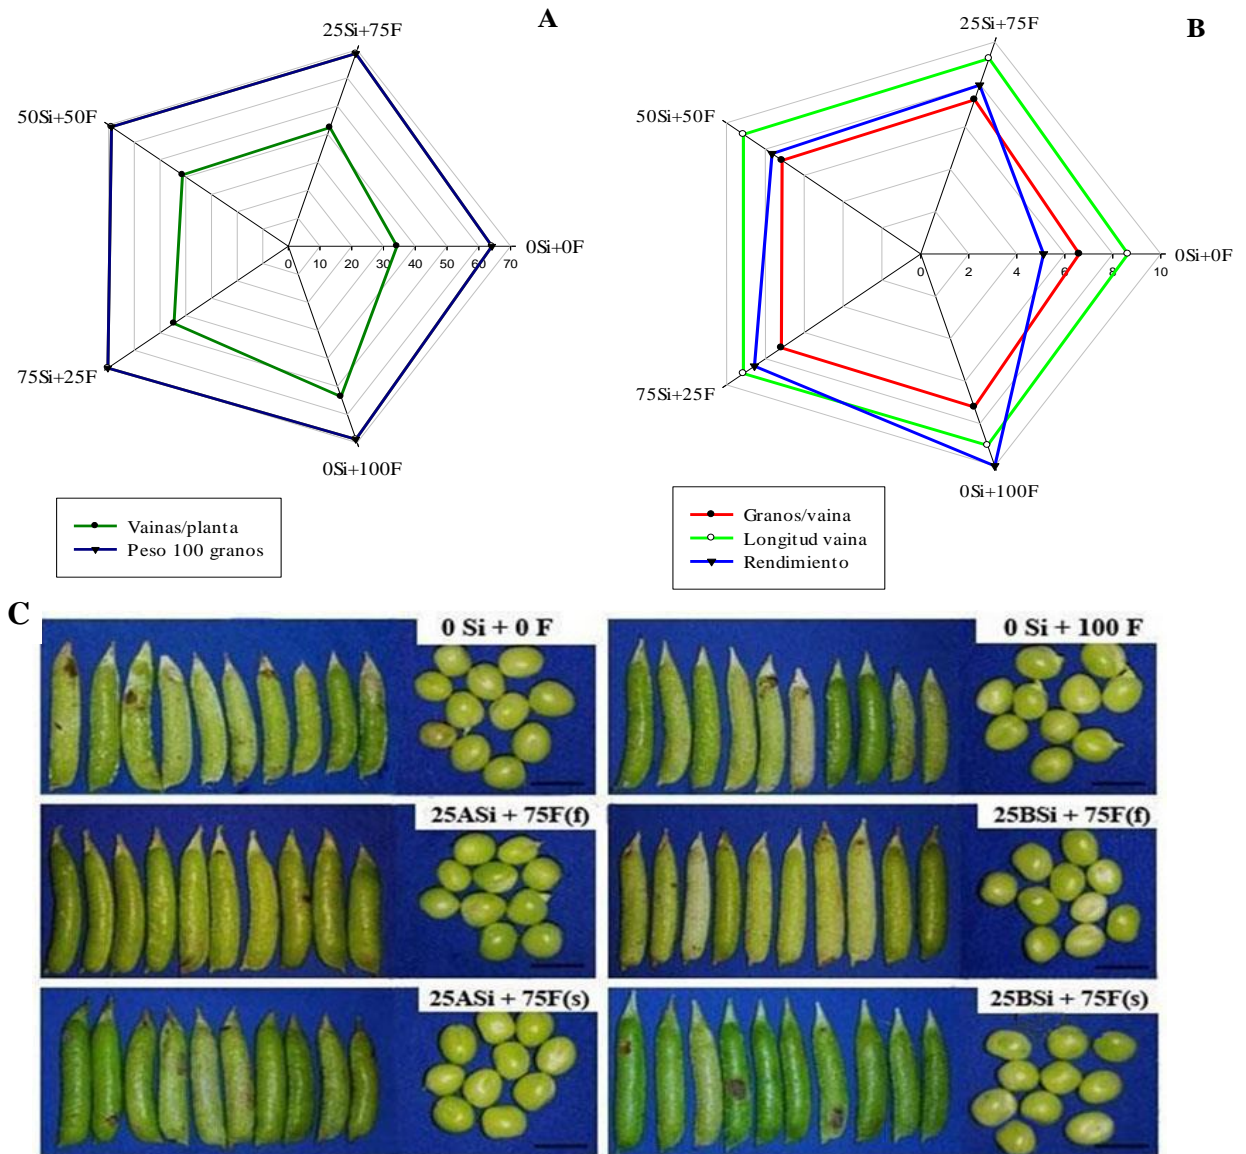 A
25Si+75F
50Si+50F
0Si+0F
0 10 20 30 40 50 60 70
75Si+25F
0Si+100F
Vainas/planta
Peso 100 granos
B
25Si+75F
50Si+50F
0Si+0F
0 2 4 6 8 10
75Si+25F
0Si+100F
Granos/vaina
Longitud vaina
Rendimiento
C
0 Si + 0 F
0 Si + 100 F
25ASi + 75F(f)
25BSi + 75F(f)
25ASi + 75F(s)
25BSi + 75F(s)